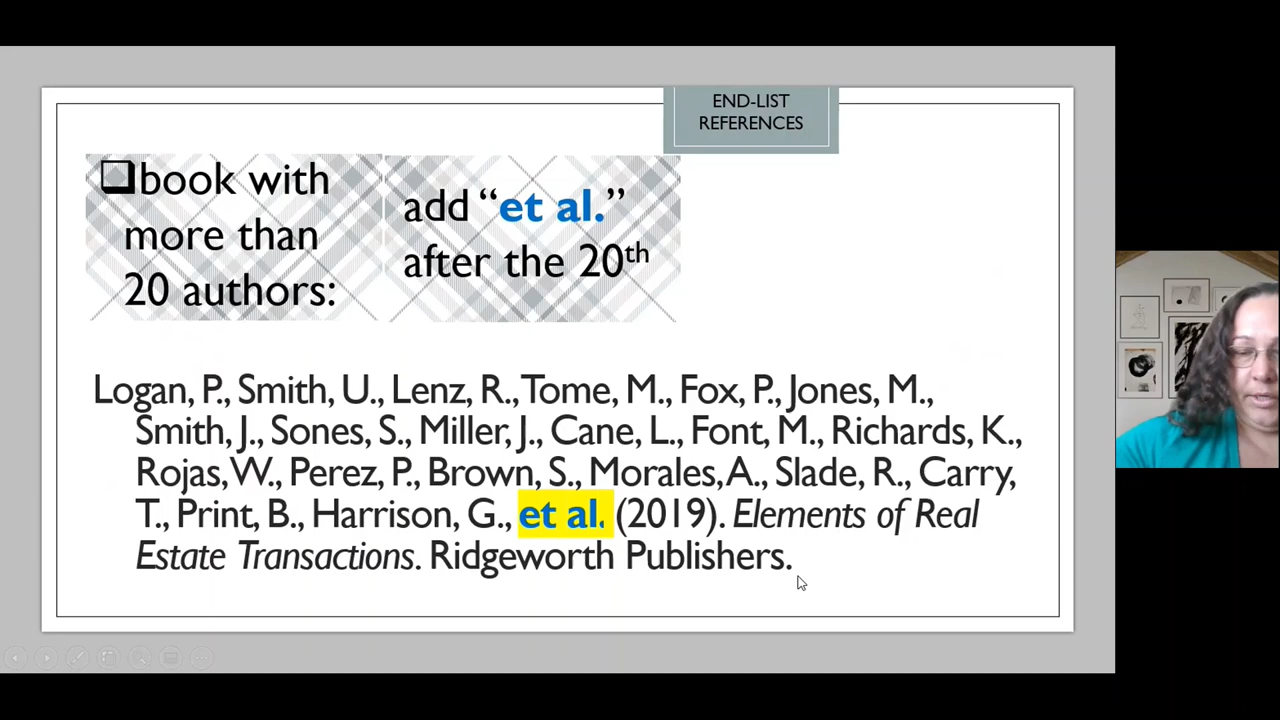 END-LIST
REFERENCES
❑book with
more than
20 authors:
add “et al.”
after the 20th
Logan, P., Smith, U., Lenz, R., Tome, M., Fox, P., Jones, M.,
Smith, J., Sones, S., Miller, J., Cane, L., Font, M., Richards, K.,
Rojas, W., Perez, P., Brown, S., Morales, A., Slade, R., Carry,
T., Print, B., Harrison, G., et al. (2019). Elements of Real
Estate Transactions. Ridgeworth Publishers.